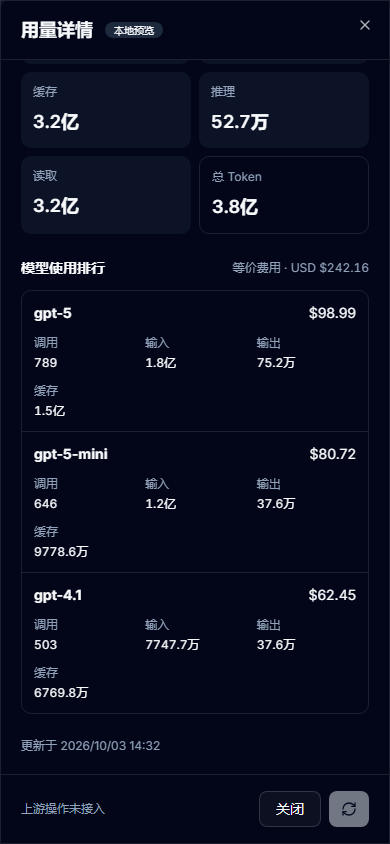 用量详情 本地预览
缓存 推理
3.2亿 52.7万
读取 总 Token
3.2亿 3.8亿
模型使用排行 等价费用 · USD $242.16
gpt-5 $98.99
调用 输入 输出
789 1.8亿 75.2万
缓存
1.5亿
gpt-5-mini $80.72
调用 输入 输出
646 1.2亿 37.6万
缓存
9778.6万
gpt-4.1 $62.45
调用 输入 输出
503 7747.7万 37.6万
缓存
6769.8万
更新于 2026/10/03 14:32
上游操作未接入 关闭